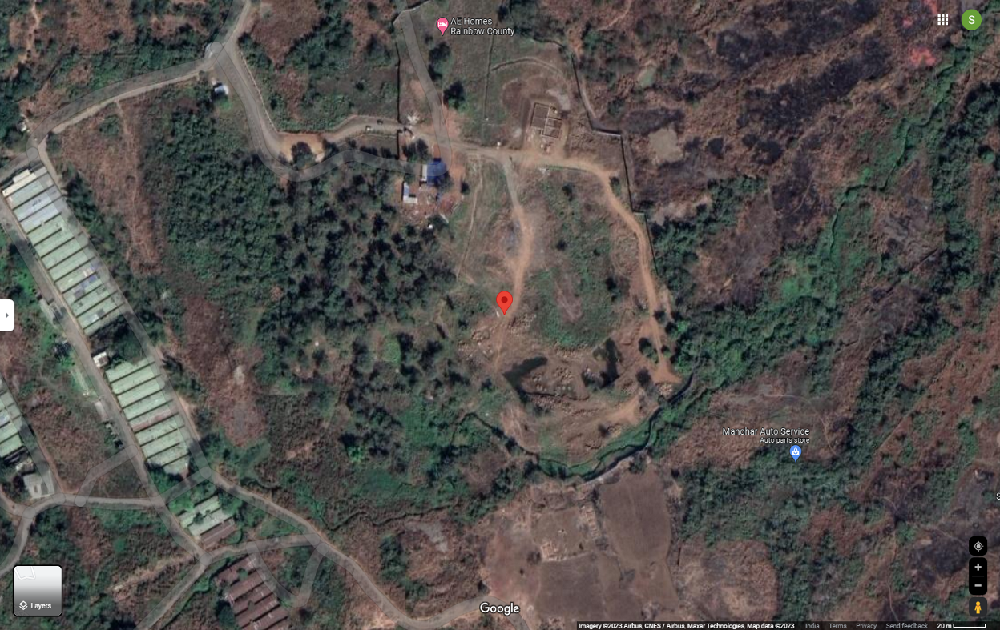 AE Homes
Rainbow County
S
Manohar Auto Service
Auto parts store
S
Layers
Google
Imagery ©2023 Airbus, CNES / Airbus, Maxar Technologies, Map data ©2023 India Terms Privacy Send feedback 20 m